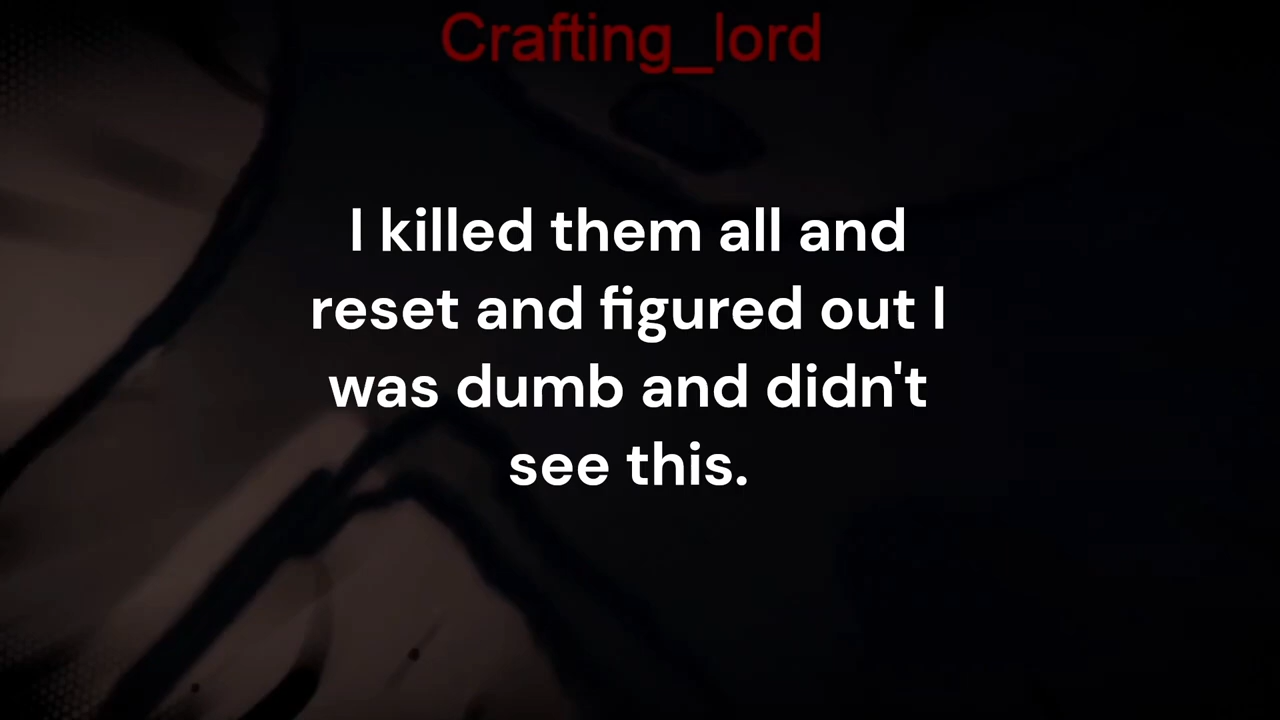 Crafting_lord
I killed them all and
reset and figured out I
was dumb and didn't
see this.